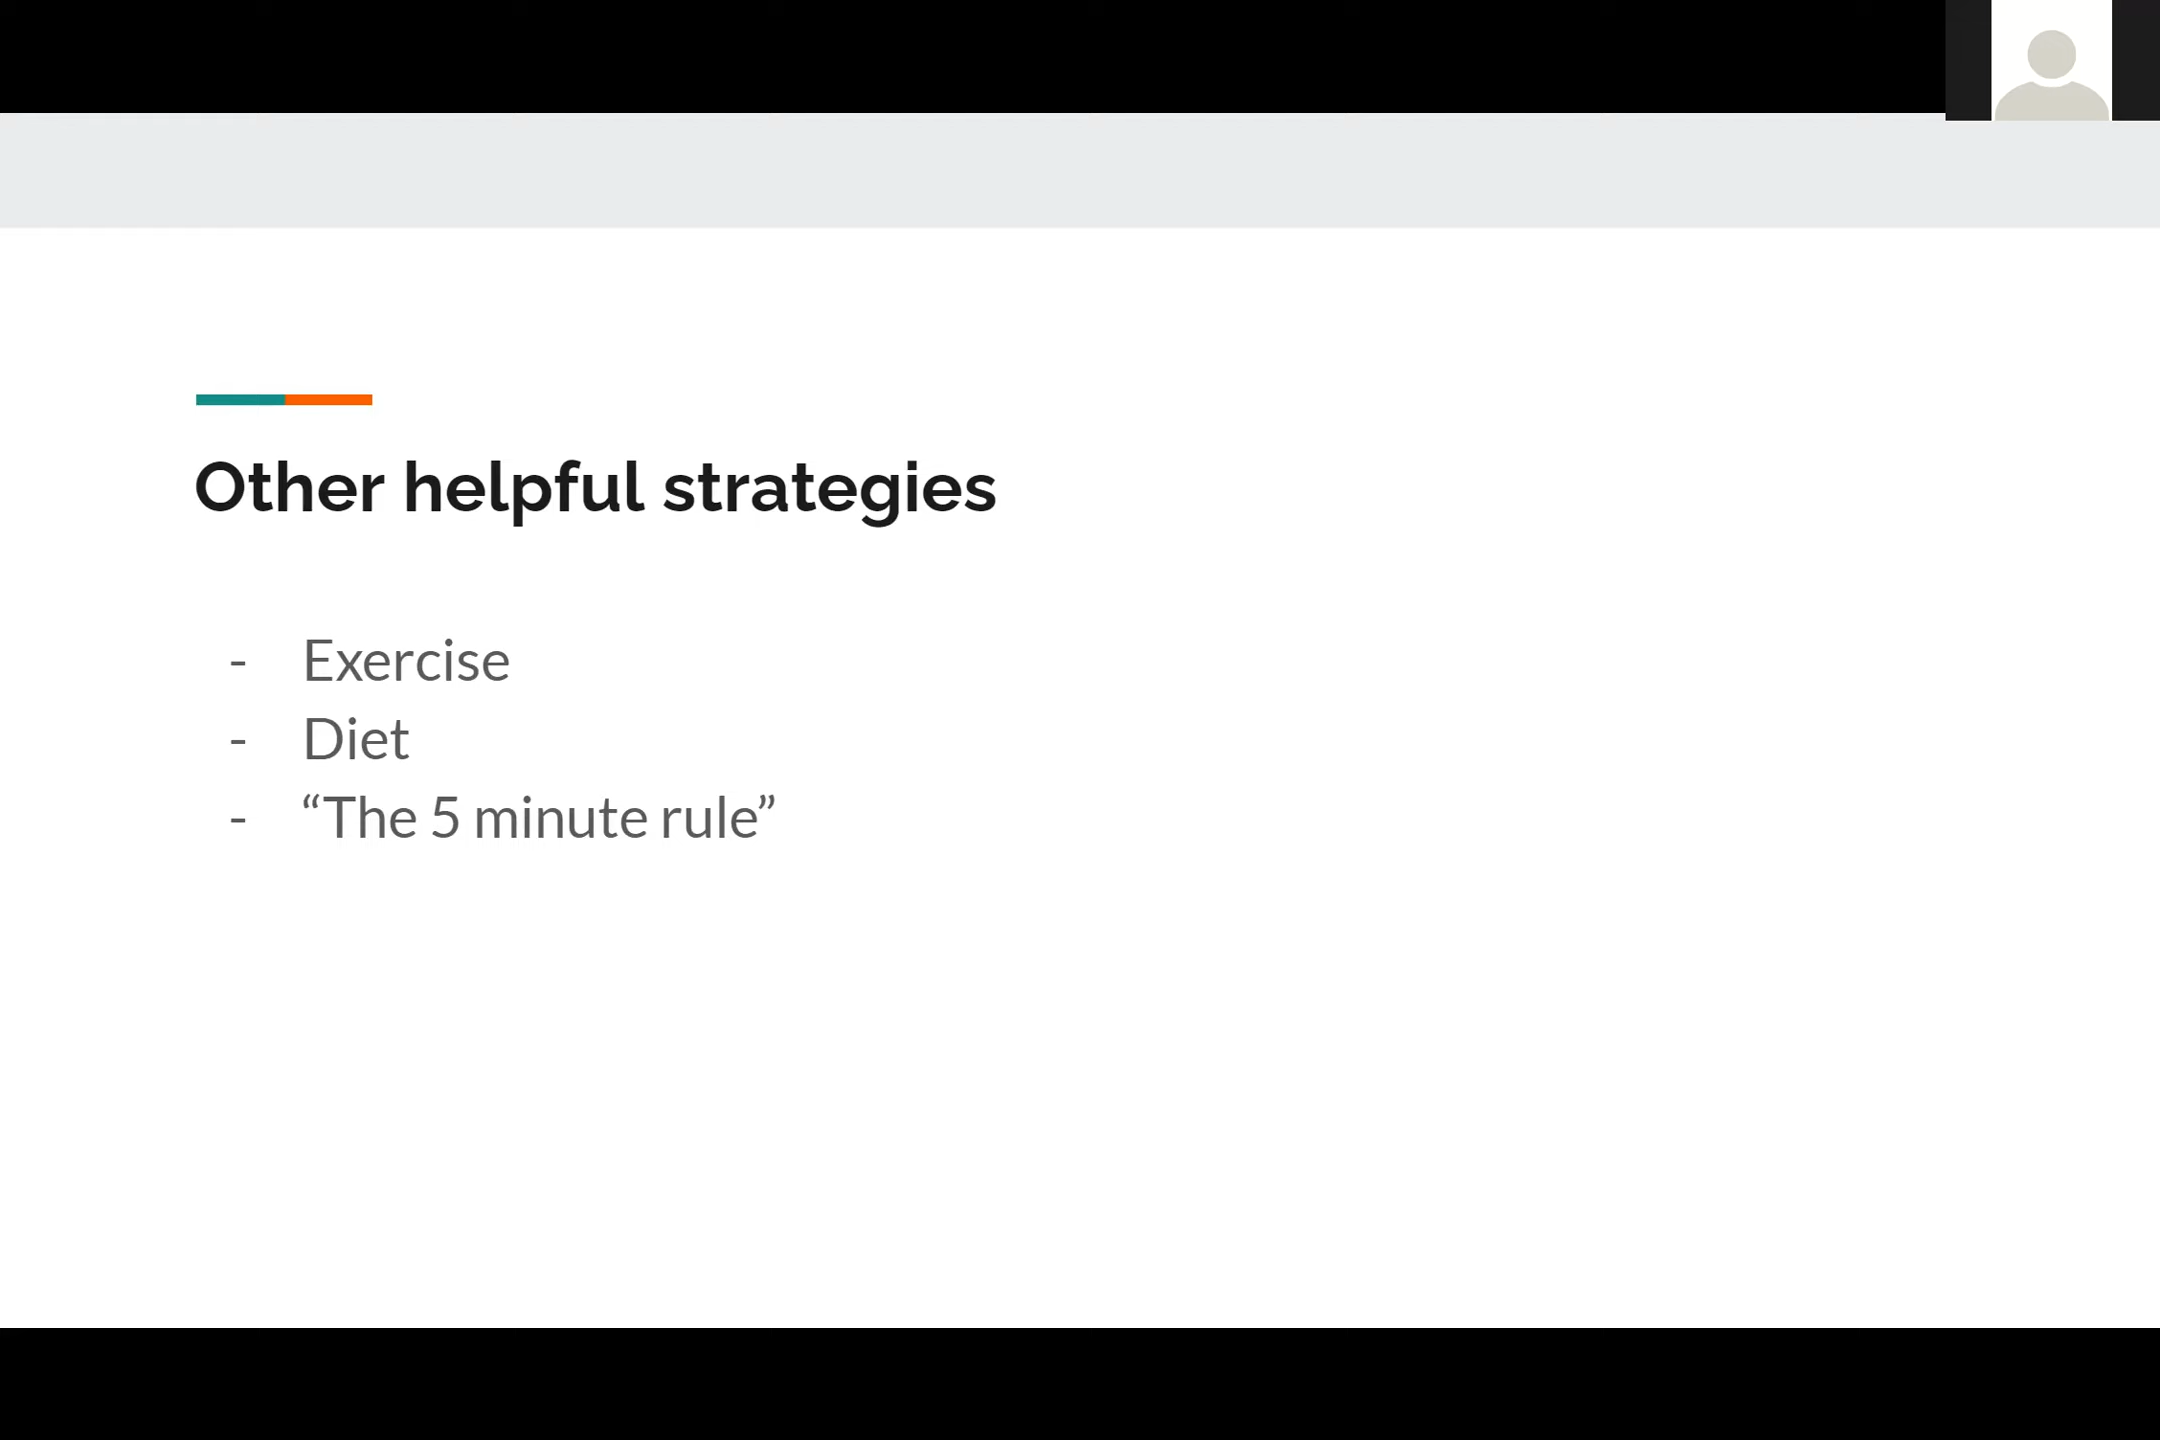 Other helpful strategies
- Exercise
- Diet
- “The 5 minute rule”